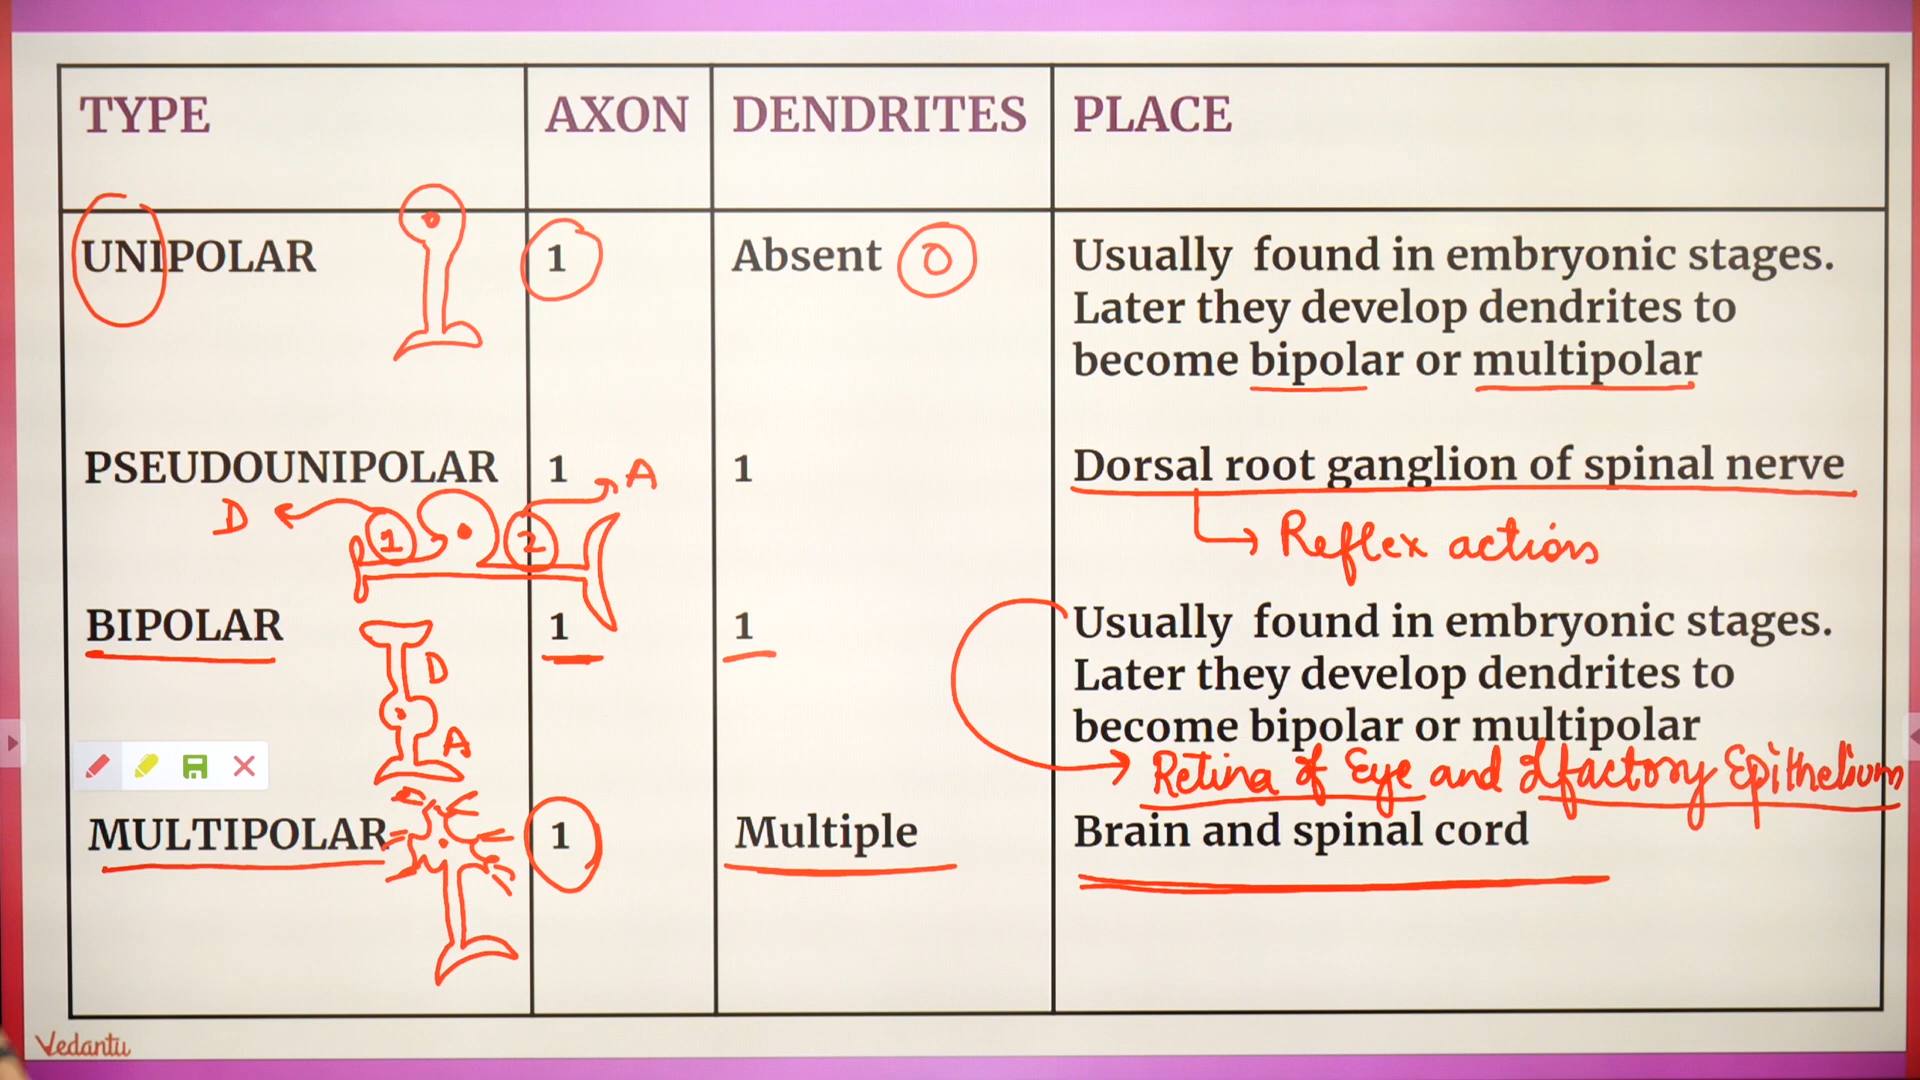 TYPE AXON DENDRITES PLACE
UNIPOLAR 1 Absent 0 Usually found in embryonic stages.
Later they develop dendrites to
become bipolar or multipolar
PSEUDOUNIPOLAR 1 A 1 Dorsal root ganglion of spinal nerve
D 1 2 Reflex actions
BIPOLAR 1 1 Usually found in embryonic stages.
D Later they develop dendrites to
A become bipolar or multipolar
Retina of Eye and Olfactory Epithelium
MULTIPOLAR 1 Multiple Brain and spinal cord
Vedantu